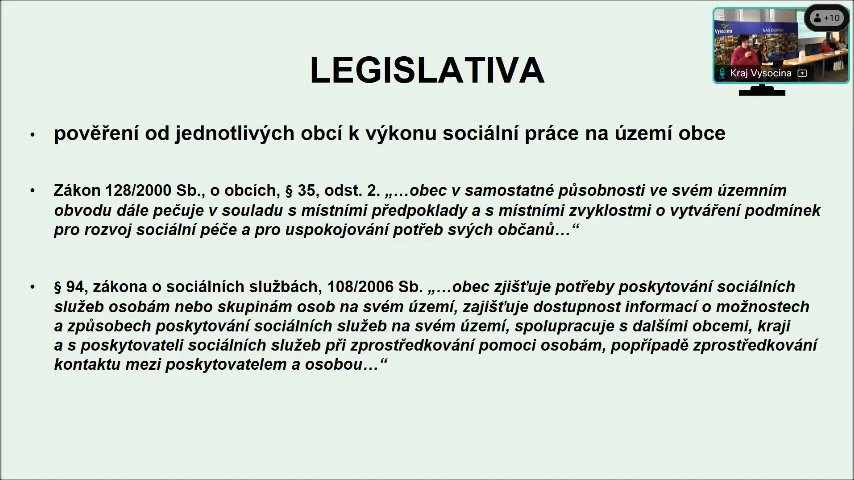 LEGISLATIVA
+10
Vysočina
Kraj Vysocina
• pověření od jednotlivých obcí k výkonu sociální práce na území obce
• Zákon 128/2000 Sb., o obcích, § 35, odst. 2. „…obec v samostatné působnosti ve svém územním
obvodu dále pečuje v souladu s místními předpoklady a s místními zvyklostmi o vytváření podmínek
pro rozvoj sociální péče a pro uspokojování potřeb svých občanů…“
• § 94, zákona o sociálních službách, 108/2006 Sb. „…obec zjišťuje potřeby poskytování sociálních
služeb osobám nebo skupinám osob na svém území, zajišťuje dostupnost informací o možnostech
a způsobech poskytování sociálních služeb na svém území, spolupracuje s dalšími obcemi, kraji
a s poskytovateli sociálních služeb při zprostředkování pomoci osobám, popřípadě zprostředkování
kontaktu mezi poskytovatelem a osobou…“